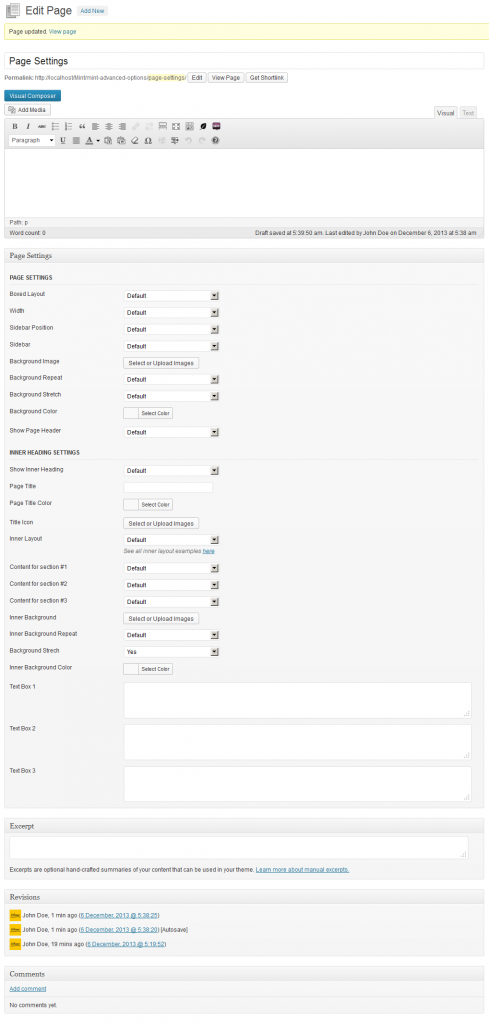 Edit Page Add New
Page updated. View page
Page Settings
Permalink: http://localhost/Mint/mint-advanced-options/page-settings/ Edit View Page Get Shortlink
Visual Composer
Add Media
Visual Text
B I ABC
Paragraph U A Ω
Path: p
Word count: 0 Draft saved at 5:39:50 am. Last edited by John Doe on December 6, 2013 at 5:38 am
Page Settings
PAGE SETTINGS
Boxed Layout Default
Width Default
Sidebar Position Default
Sidebar Default
Background Image Select or Upload Images
Background Repeat Default
Background Stretch Default
Background Color Select Color
Show Page Header Default
INNER HEADING SETTINGS
Show Inner Heading Default
Page Title
Page Title Color Select Color
Title Icon Select or Upload Images
Inner Layout Default
See all inner layout examples here
Content for section #1 Default
Content for section #2 Default
Content for section #3 Default
Inner Background Select or Upload Images
Inner Background Repeat Default
Background Strech Yes
Inner Background Color Select Color
Text Box 1
Text Box 2
Text Box 3
Excerpt
Excerpts are optional hand-crafted summaries of your content that can be used in your theme. Learn more about manual excerpts.
Revisions
John Doe, 1 min ago (6 December, 2013 @ 5:38:25)
John Doe, 1 min ago (6 December, 2013 @ 5:38:20) [Autosave]
John Doe, 19 mins ago (6 December, 2013 @ 5:19:52)
Comments
Add comment
No comments yet.